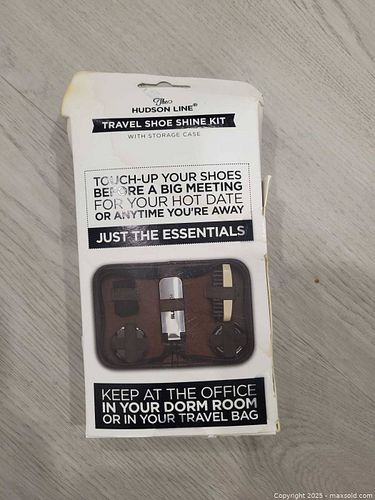 The
HUDSON LINE®
TRAVEL SHOE SHINE KIT
WITH STORAGE CASE
TOUCH-UP YOUR SHOES
BEFORE A BIG MEETING
FOR YOUR HOT DATE
OR ANYTIME YOU'RE AWAY
JUST THE ESSENTIALS
KEEP AT THE OFFICE
IN YOUR DORM ROOM
OR IN YOUR TRAVEL BAG
Copyright 2025 - maxsold.com